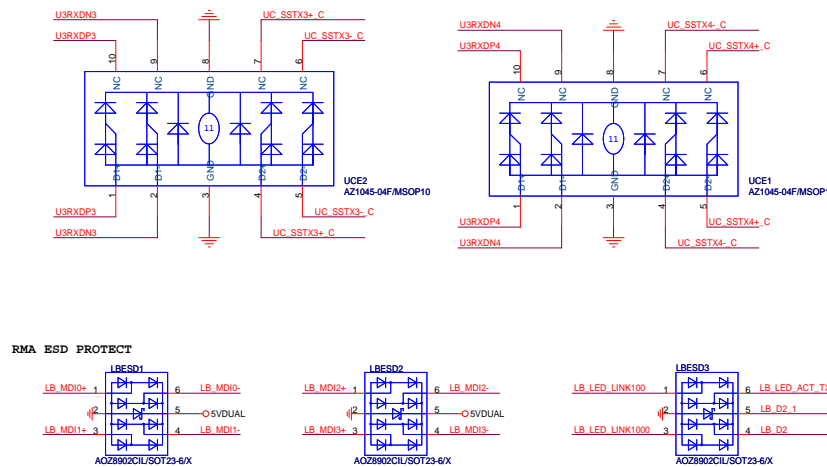 U3RXDN3
UC_SSTX3+_C
U3RXDP3
UC_SSTX3-_C
10
9
8
7
6
NC
NC
GND
NC
NC
11
D1+
D1-
GND
D2+
D2-
UCE2
AZ1045-04F/MSOP10
1
2
3
4
5
U3RXDP3
UC_SSTX3-_C
U3RXDN3
UC_SSTX3+_C
U3RXDN4
UC_SSTX4-_C
U3RXDP4
UC_SSTX4+_C
10
9
8
7
6
NC
NC
GND
NC
NC
11
D1+
D1-
GND
D2+
D2-
UCE1
AZ1045-04F/MSOP1
1
2
3
4
5
U3RXDP4
UC_SSTX4+_C
U3RXDN4
UC_SSTX4-_C
RMA ESD PROTECT
LBESD1
LB_MDI0+ 1
6 LB_MDI0-
2
5 5VDUAL
LB_MDI1+ 3
4 LB_MDI1-
AOZ8902CIL/SOT23-6/X
LBESD2
LB_MDI2+ 1
6 LB_MDI2-
2
5 5VDUAL
LB_MDI3+ 3
4 LB_MDI3-
AOZ8902CIL/SOT23-6/X
LBESD3
LB_LED_LINK100 1
6 LB_LED_ACT_TX
2
5 LB_D2_1
LB_LED_LINK1000 3
4 LB_D2
AOZ8902CIL/SOT23-6/X